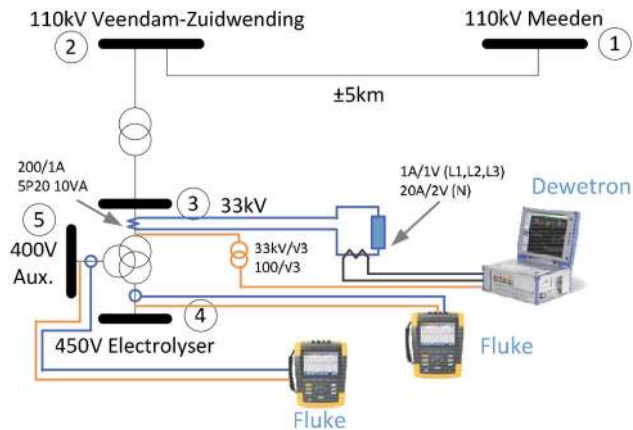 110kV Veendam-Zuidwending
110kV Meeden
2
1
±5km
200/1A
5P20 10VA
1A/1V (L1,L2,L3)
20A/2V (N)
Dewetron
3
33kV
5
400V
Aux.
33kV/√3
100/√3
4
450V Electrolyser
Fluke
Fluke